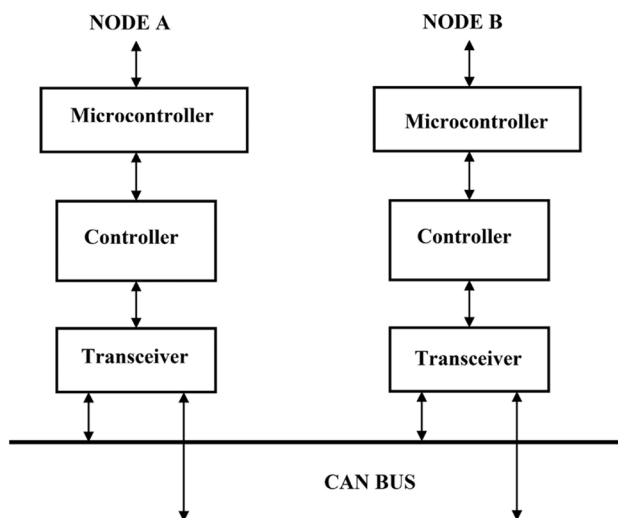 NODE A
NODE B
Microcontroller
Microcontroller
Controller
Controller
Transceiver
Transceiver
CAN BUS